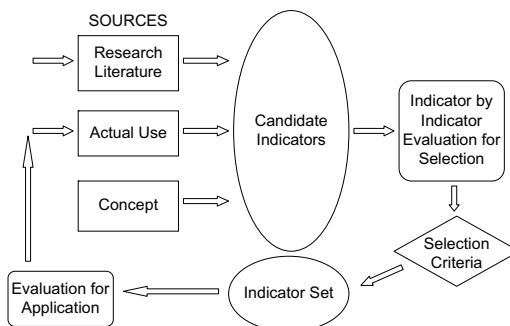 SOURCES
Research
Literature
Actual Use
Concept
Candidate
Indicators
Indicator by
Indicator
Evaluation for
Selection
Selection
Criteria
Indicator Set
Evaluation for
Application